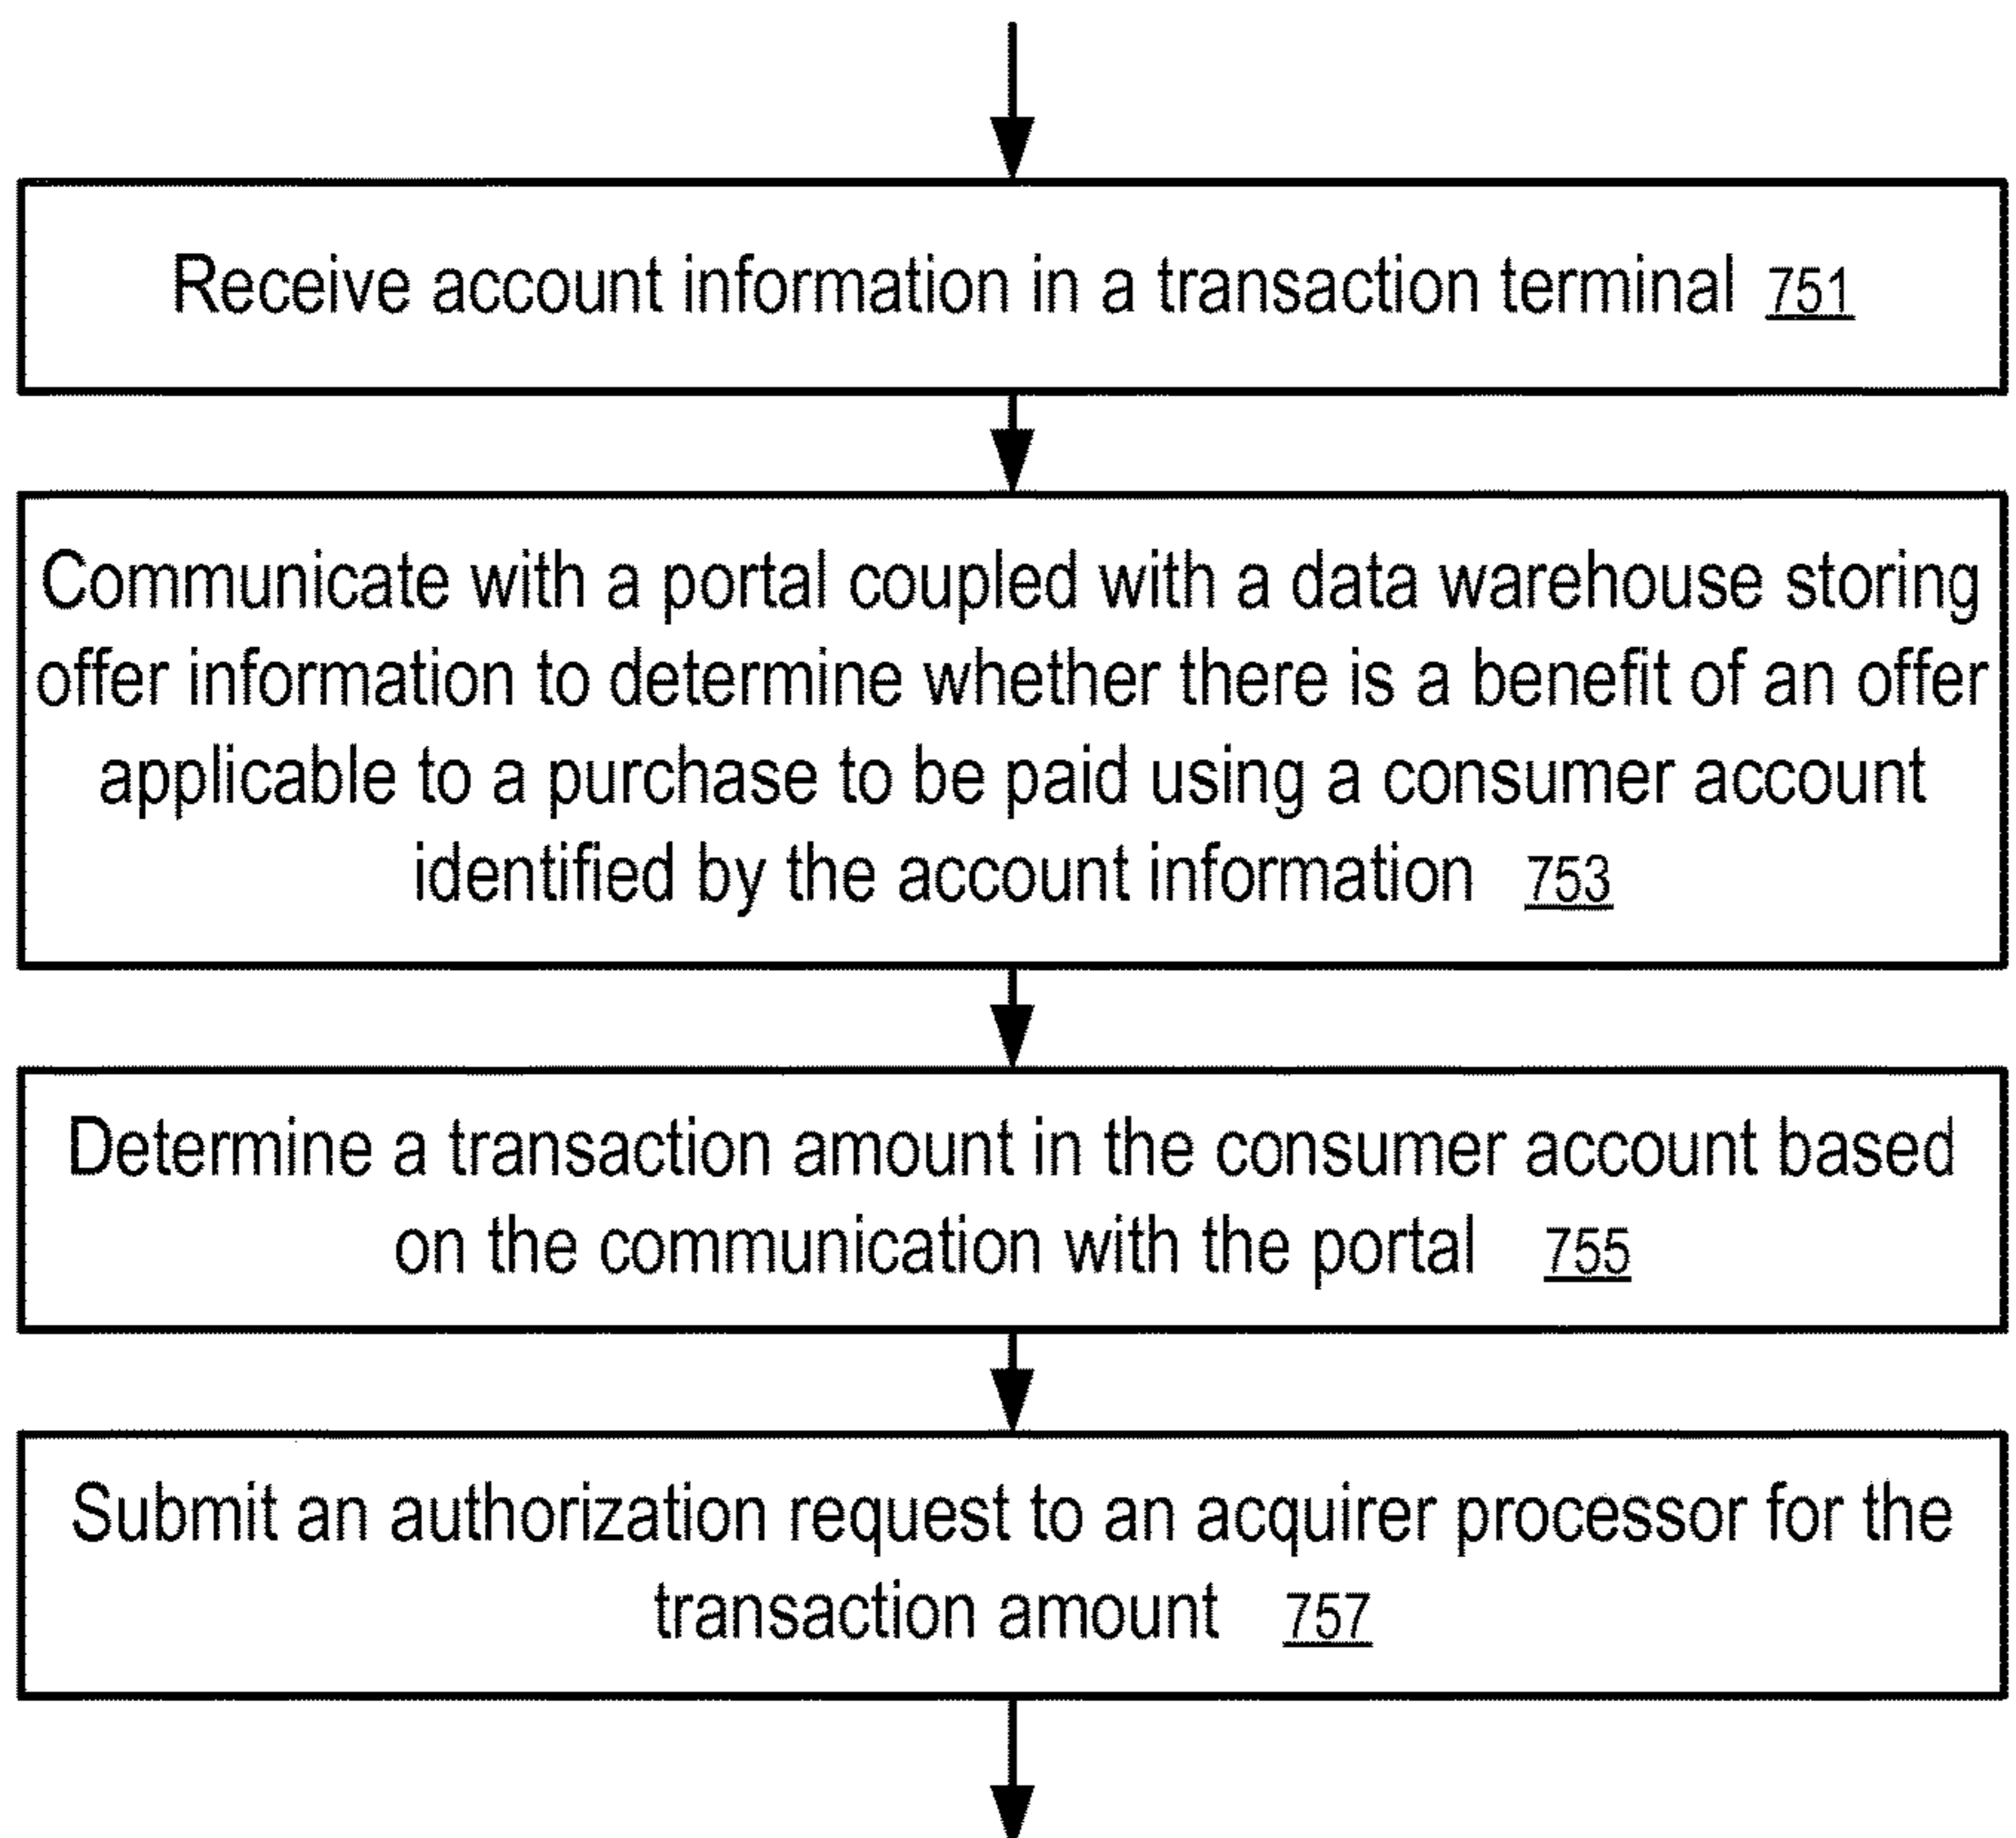 Receive account information in a transaction terminal 751
Communicate with a portal coupled with a data warehouse storing
offer information to determine whether there is a benefit of an offer
applicable to a purchase to be paid using a consumer account
identified by the account information 753
Determine a transaction amount in the consumer account based
on the communication with the portal 755
Submit an authorization request to an acquirer processor for the
transaction amount 757